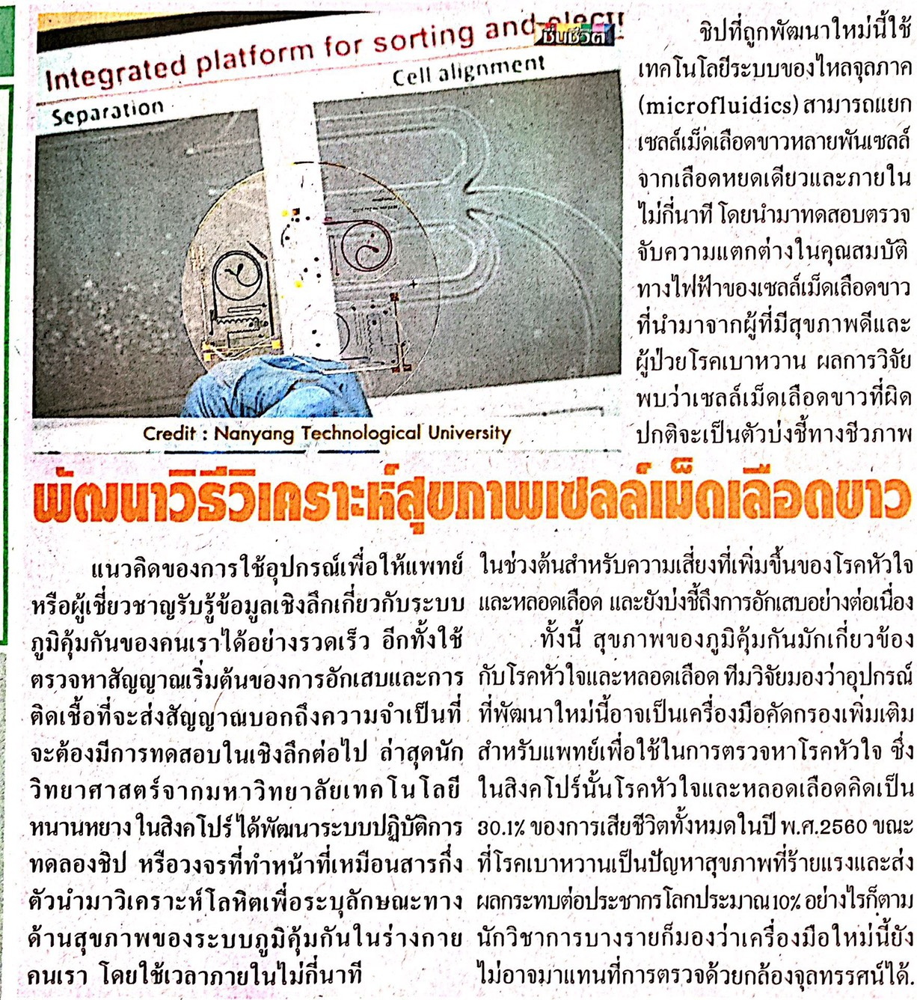 Integrated platform for sorting and
ชื่นชีวิต
Separation
Cell alignment
Credit : Nanyang Technological University
พัฒนาวิธีวิเคราะห์สุขภาพเซลล์เม็ดเลือดขาว
แนวคิดของการใช้อุปกรณ์เพื่อให้แพทย์
หรือผู้เชี่ยวชาญรับรู้ข้อมูลเชิงลึกเกี่ยวกับระบบ
ภูมิคุ้มกันของคนเราได้อย่างรวดเร็ว อีกทั้งใช้
ตรวจหาสัญญาณเริ่มต้นของการอักเสบและการ
ติดเชื้อที่จะส่งสัญญาณบอกถึงความจำเป็นที่
จะต้องมีการทดสอบในเชิงลึกต่อไป ล่าสุดนัก
วิทยาศาสตร์จากมหาวิทยาลัยเทคโนโลยี
หนานหยาง ในสิงคโปร์ ได้พัฒนาระบบปฏิบัติการ
ทดลองชิป หรือวงจรที่ทำหน้าที่เหมือนสารกึ่ง
ตัวนำมาวิเคราะห์โลหิตเพื่อระบุลักษณะทาง
ด้านสุขภาพของระบบภูมิคุ้มกันในร่างกาย
คนเรา โดยใช้เวลาภายในไม่กี่นาที
ชิปที่ถูกพัฒนาใหม่นี้ใช้
เทคโนโลยีระบบของไหลจุลภาค
(microfluidics) สามารถแยก
เซลล์เม็ดเลือดขาวหลายพันเซลล์
จากเลือดหยดเดียวและภายใน
ไม่กี่นาที โดยนำมาทดสอบตรวจ
จับความแตกต่างในคุณสมบัติ
ทางไฟฟ้าของเซลล์เม็ดเลือดขาว
ที่นำมาจากผู้ที่มีสุขภาพดีและ
ผู้ป่วยโรคเบาหวาน ผลการวิจัย
พบว่าเซลล์เม็ดเลือดขาวที่ผิด
ปกติจะเป็นตัวบ่งชี้ทางชีวภาพ
ในช่วงต้นสำหรับความเสี่ยงที่เพิ่มขึ้นของโรคหัวใจ
และหลอดเลือด และยังบ่งชี้ถึงการอักเสบอย่างต่อเนื่อง
ทั้งนี้ สุขภาพของภูมิคุ้มกันมักเกี่ยวข้อง
กับโรคหัวใจและหลอดเลือด ทีมวิจัยมองว่าอุปกรณ์
ที่พัฒนาใหม่นี้อาจเป็นเครื่องมือคัดกรองเพิ่มเติม
สำหรับแพทย์เพื่อใช้ในการตรวจหาโรคหัวใจ ซึ่ง
ในสิงคโปร์นั้นโรคหัวใจและหลอดเลือดคิดเป็น
30.1% ของการเสียชีวิตทั้งหมดในปี พ.ศ.2560 ขณะ
ที่โรคเบาหวานเป็นปัญหาสุขภาพที่ร้ายแรงและส่ง
ผลกระทบต่อประชากรโลกประมาณ 10% อย่างไรก็ตาม
นักวิชาการบางรายก็มองว่าเครื่องมือใหม่นี้ยัง
ไม่อาจมาแทนที่การตรวจด้วยกล้องจุลทรรศน์ได้.